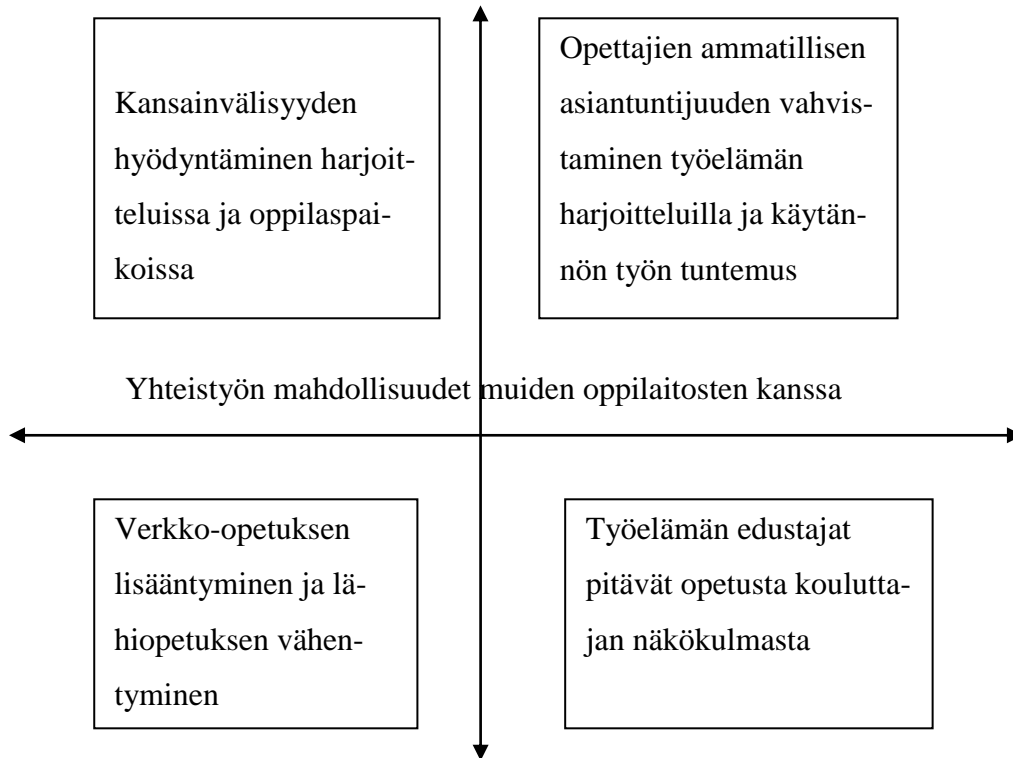 Kansainvälisyyden
hyödyntäminen harjoit-
teluissa ja oppilaspai-
koissa
Opettajien ammatillisen
asiantuntijuuden vahvis-
taminen työelämän
harjoitteluilla ja käytän-
nön työn tuntemus
Yhteistyön mahdollisuudet muiden oppilaitosten kanssa
Verkko-opetuksen
lisääntyminen ja lä-
hiopetuksen vähen-
tyminen
Työelämän edustajat
pitävät opetusta koulutta-
jan näkökulmasta